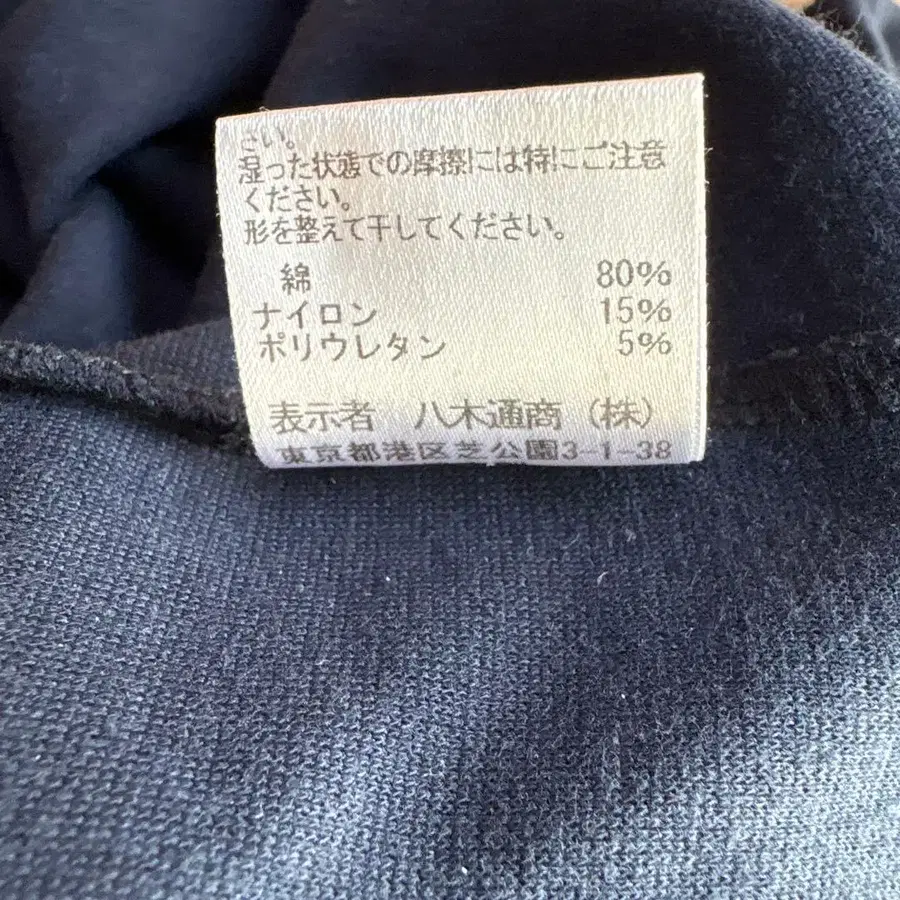 さい。
湿った状態での摩擦には特にご注意
ください。
形を整えて干してください。
綿 80%
ナイロン 15%
ポリウレタン 5%
表示者 八木通商（株）
東京都港区芝公園3-1-38